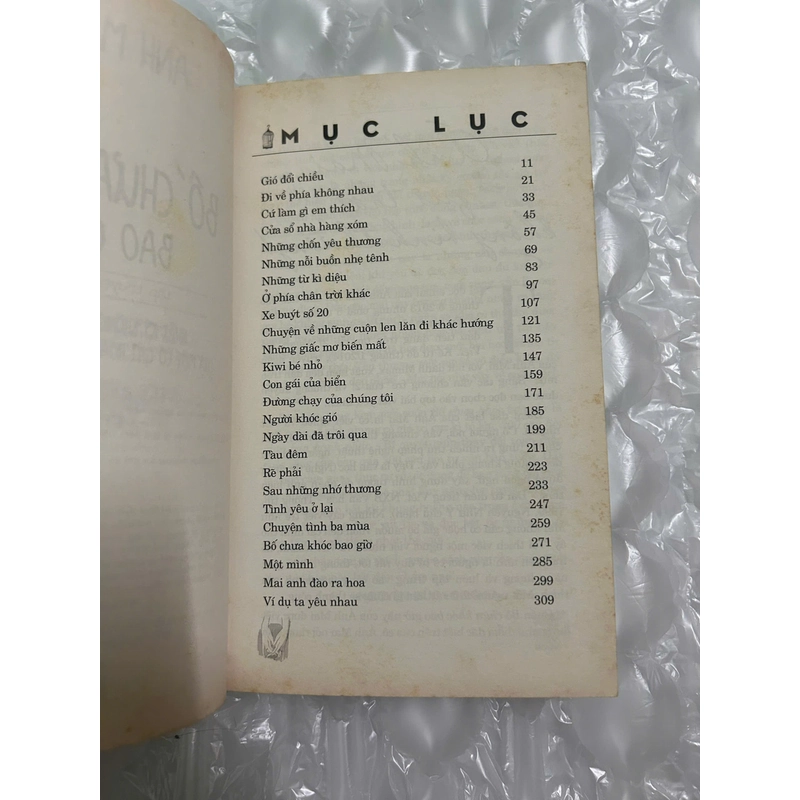 MỤC LỤC
Gió đổi chiều 11
Đi về phía không nhau 21
Cứ làm gì em thích 33
Cửa sổ nhà hàng xóm 45
Những chốn yêu thương 57
Những nỗi buồn nhẹ tênh 69
Những từ kì diệu 83
Ở phía chân trời khác 97
Xe buýt số 20 107
Chuyện về những cuộn len lăn đi khác hướng 121
Những giấc mơ biến mất 135
Kiwi bé nhỏ 147
Con gái của biển 159
Đường chạy của chúng tôi 171
Người khóc gió 185
Ngày dài đã trôi qua 199
Tàu đêm 211
Rẽ phải 223
Sau những nhớ thương 233
Tình yêu ở lại 247
Chuyện tình ba mùa 259
Bố chưa khóc bao giờ 271
Một mình 285
Mai anh đào ra hoa 299
Ví dụ ta yêu nhau 309